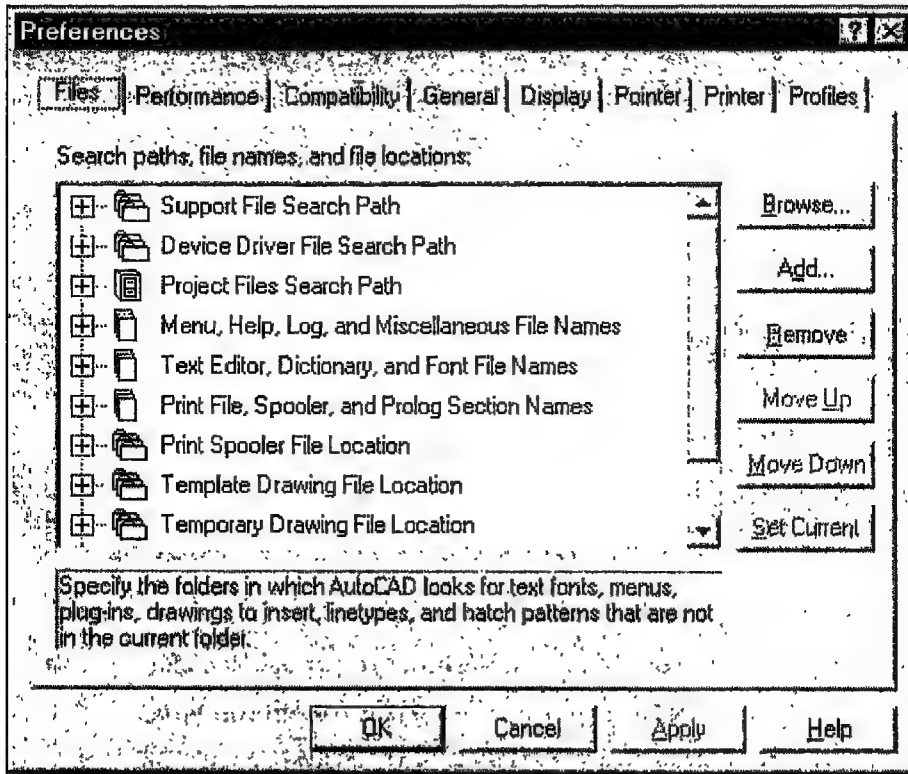 Preferences
Files Performance Compatibility General Display Pointer Printer Profiles
Search paths, file names, and file locations:
Support File Search Path
Device Driver File Search Path
Project Files Search Path
Menu, Help, Log, and Miscellaneous File Names
Text Editor, Dictionary, and Font File Names
Print File, Spooler, and Prolog Section Names
Print Spooler File Location
Template Drawing File Location
Temporary Drawing File Location
Browse...
Add...
Remove
Move Up
Move Down
Set Current
Specify the folders in which AutoCAD looks for text fonts, menus,
plug-ins, drawings to insert, linetypes, and hatch patterns that are not
in the current folder.
OK Cancel Apply Help